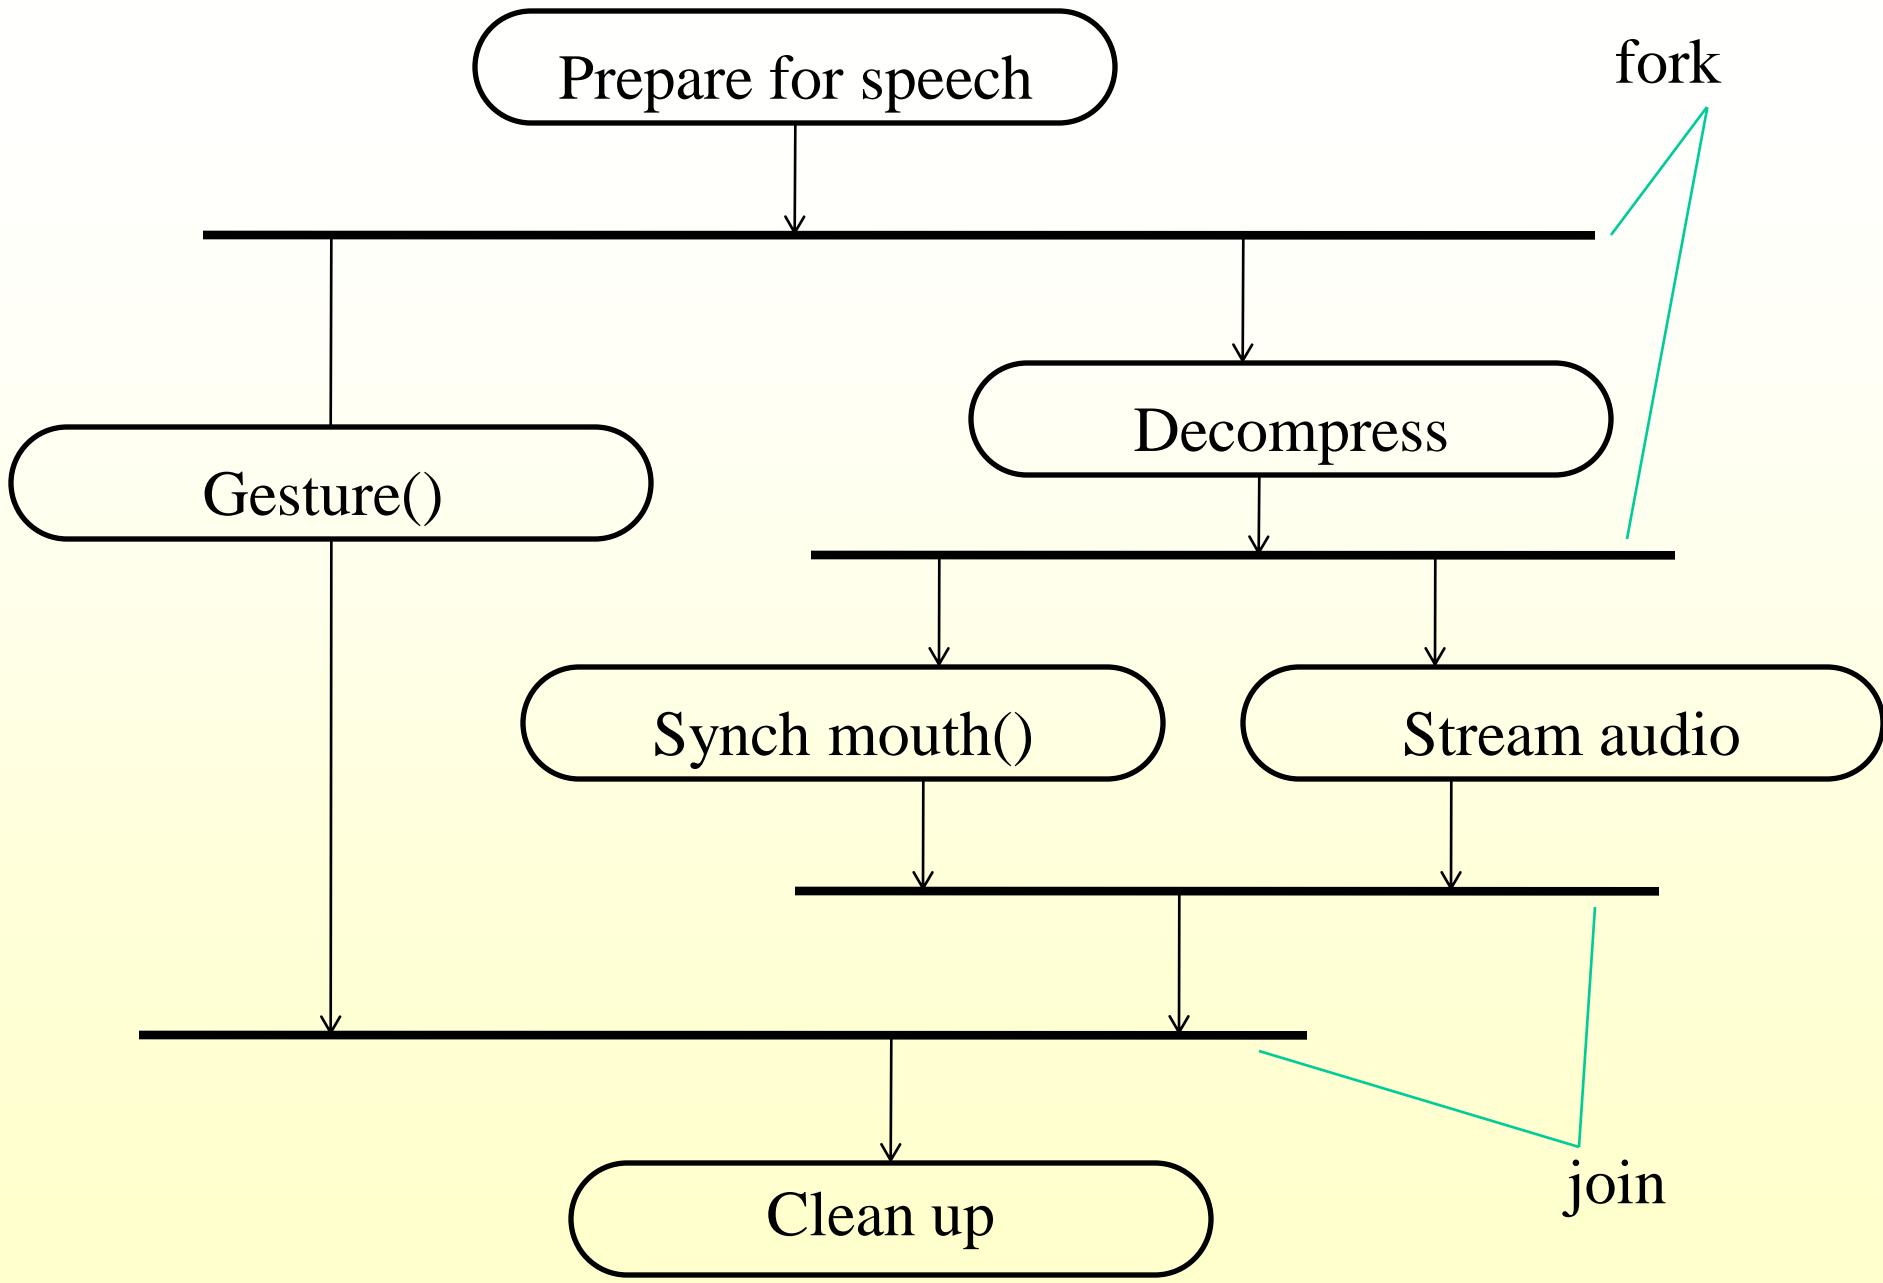 fork
Prepare for speech
Decompress
Gesture()
Synch mouth()
Stream audio
join
Clean up